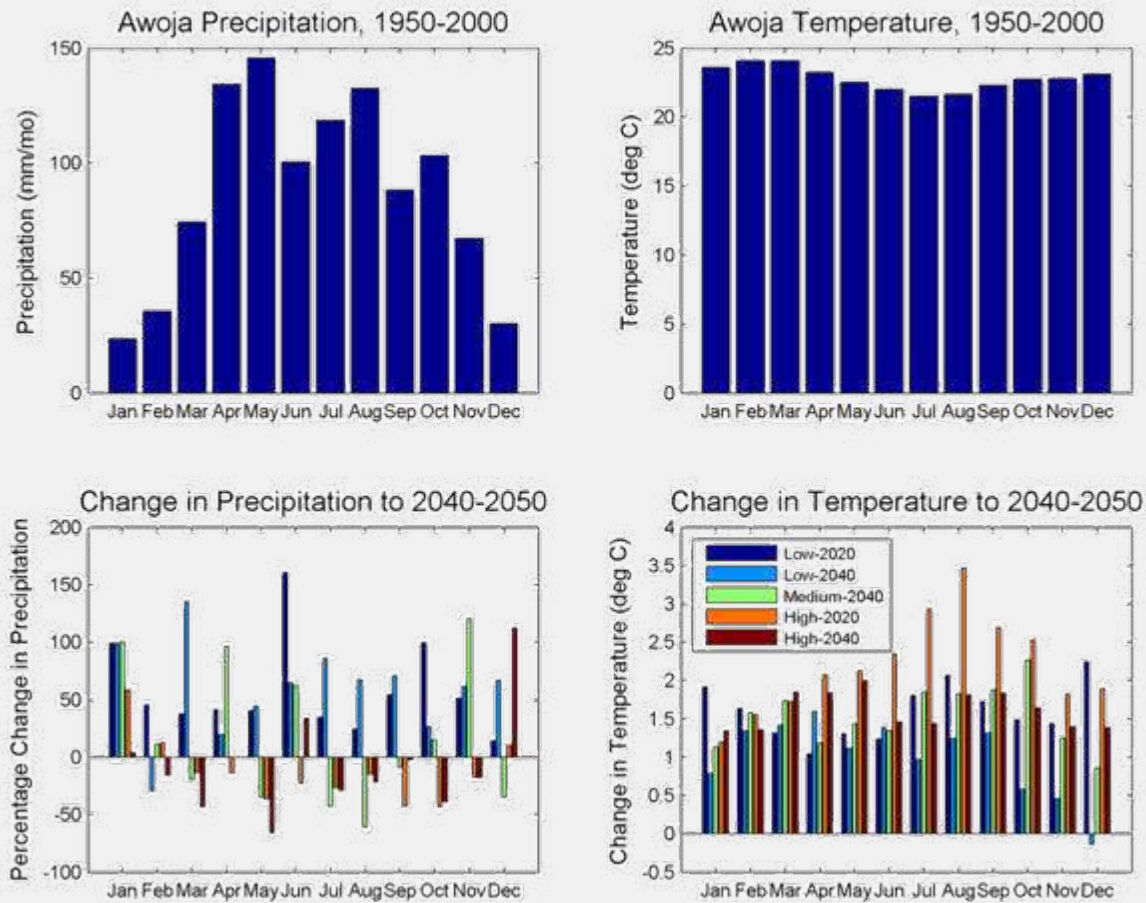 Awoja Precipitation, 1950-2000
Precipitation (mm/mo)
150
100
50
0
Jan Feb Mar Apr May Jun Jul Aug Sep Oct Nov Dec
Awoja Temperature, 1950-2000
Temperature (deg C)
25
20
15
10
5
0
Jan Feb Mar Apr May Jun Jul Aug Sep Oct Nov Dec
Change in Precipitation to 2040-2050
Percentage Change in Precipitation
200
150
100
50
0
-50
-100
Jan Feb Mar Apr May Jun Jul Aug Sep Oct Nov Dec
Change in Temperature to 2040-2050
Change in Temperature (deg C)
4
3.5
3
2.5
2
1.5
1
0.5
0
-0.5
Low-2020
Low-2040
Medium-2040
High-2020
High-2040
Jan Feb Mar Apr May Jun Jul Aug Sep Oct Nov Dec